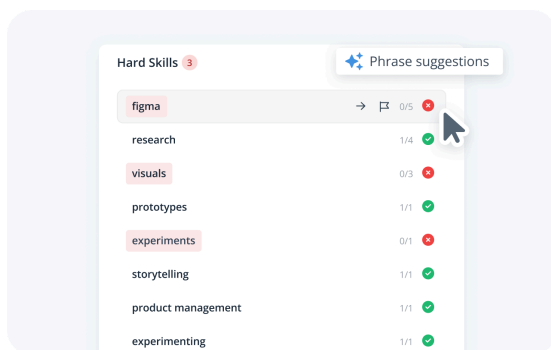 Hard Skills 3
Phrase suggestions
figma 0/5
research 1/4
visuals 0/3
prototypes 1/1
experiments 0/1
storytelling 1/1
product management 1/1
experimenting 1/1